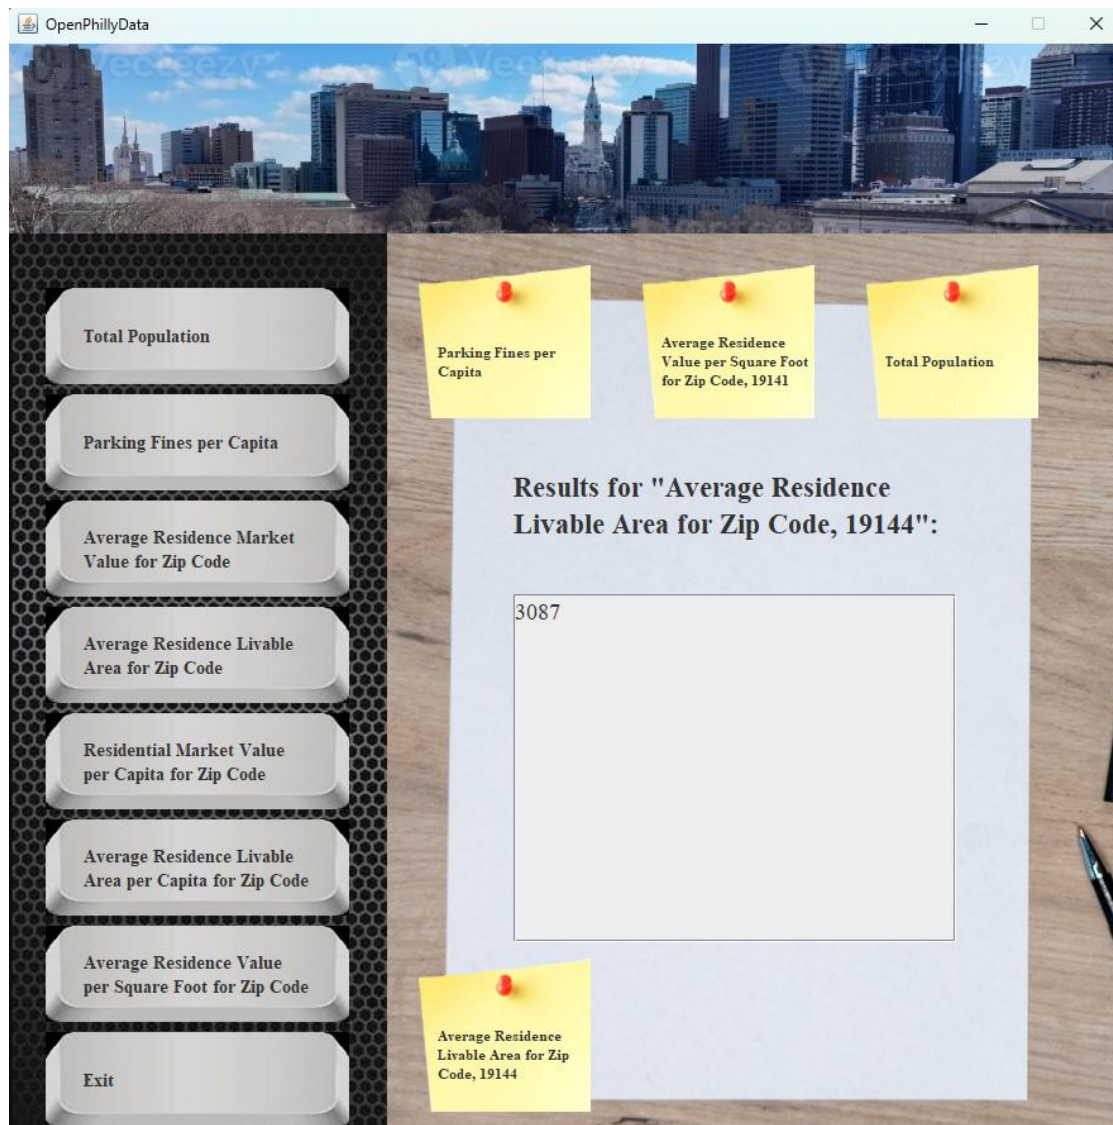 OpenPhillyData
Vecteezy
Vecteezy
Total Population
Parking Fines per Capita
Average Residence Market
Value for Zip Code
Average Residence Livable
Area for Zip Code
Residential Market Value
per Capita for Zip Code
Average Residence Livable
Area per Capita for Zip Code
Average Residence Value
per Square Foot for Zip Code
Exit
Parking Fines per
Capita
Average Residence
Value per Square Foot
for Zip Code, 19141
Total Population
Results for "Average Residence
Livable Area for Zip Code, 19144":
3087
Average Residence
Livable Area for Zip
Code, 19144